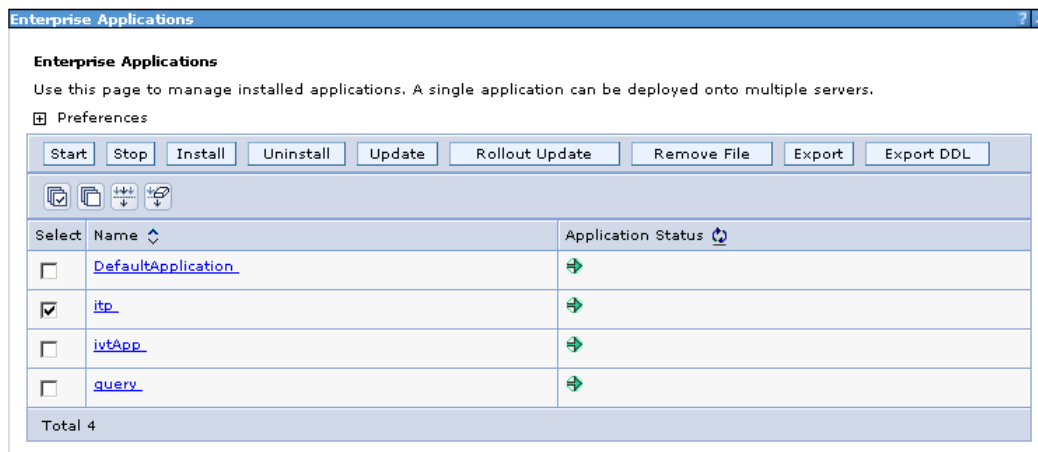 Enterprise Applications
?
Enterprise Applications
Use this page to manage installed applications. A single application can be deployed onto multiple servers.
Preferences
Start Stop Install Uninstall Update Rollout Update Remove File Export Export DDL
Select Name Application Status
DefaultApplication
itp
ivtApp
query
Total 4